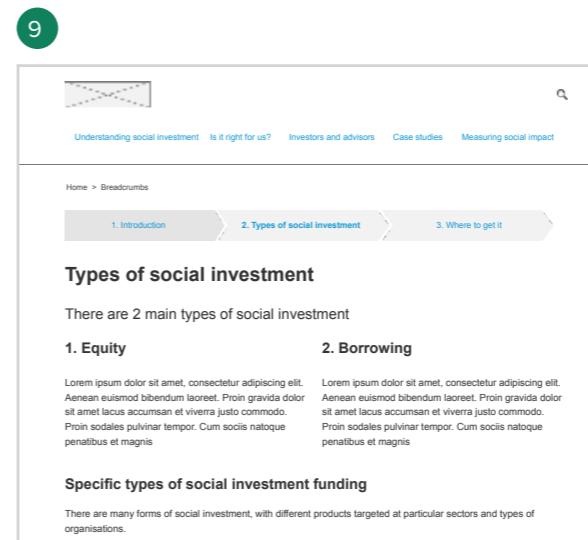 9
Understanding social investment Is it right for us? Investors and advisors Case studies Measuring social impact
Home > Breadcrumbs
1. Introduction 2. Types of social investment 3. Where to get it
Types of social investment
There are 2 main types of social investment
1. Equity
Lorem ipsum dolor sit amet, consectetur adipiscing elit.
Aenean euismod bibendum laoreet. Proin gravida dolor
sit amet lacus accumsan et viverra justo commodo.
Proin sodales pulvinar tempor. Cum sociis natoque
penatibus et magnis
2. Borrowing
Lorem ipsum dolor sit amet, consectetur adipiscing elit.
Aenean euismod bibendum laoreet. Proin gravida dolor
sit amet lacus accumsan et viverra justo commodo.
Proin sodales pulvinar tempor. Cum sociis natoque
penatibus et magnis
Specific types of social investment funding
There are many forms of social investment, with different products targeted at particular sectors and types of
organisations.